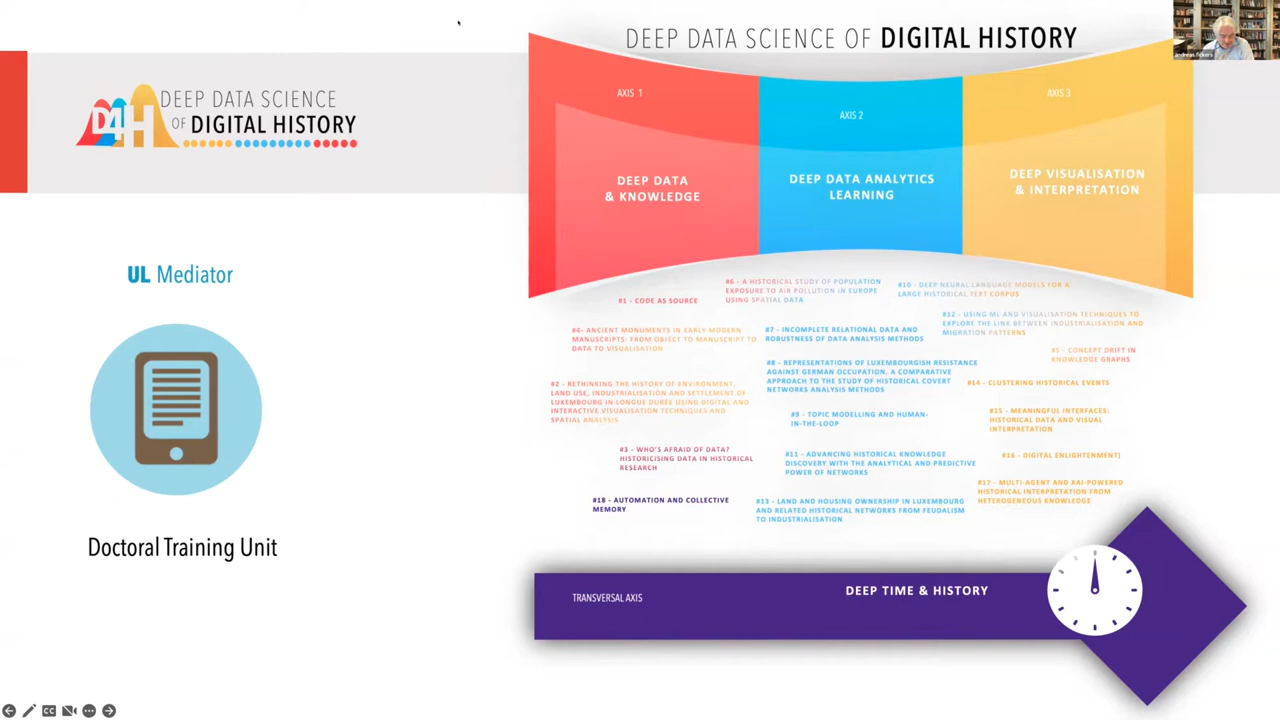 DEEP DATA SCIENCE OF DIGITAL HISTORY
andreas.fickers
D4H
DEEP DATA SCIENCE
OF DIGITAL HISTORY
UL Mediator
Doctoral Training Unit
AXIS 1
DEEP DATA
& KNOWLEDGE
AXIS 2
DEEP DATA ANALYTICS
LEARNING
AXIS 3
DEEP VISUALISATION
& INTERPRETATION
#1 - CODE AS SOURCE
#6 - A HISTORICAL STUDY OF POPULATION
EXPOSURE TO AIR POLLUTION IN EUROPE
USING SPATIAL DATA
#10 - DEEP NEURAL LANGUAGE MODELS FOR A
LARGE HISTORICAL TEXT CORPUS
#4- ANCIENT MONUMENTS IN EARLY MODERN
MANUSCRIPTS: FROM OBJECT TO MANUSCRIPT TO
DATA TO VISUALISATION
#7 - INCOMPLETE RELATIONAL DATA AND
ROBUSTNESS OF DATA ANALYSIS METHODS
#12 - USING ML AND VISUALISATION TECHNIQUES TO
EXPLORE THE LINK BETWEEN INDUSTRIALISATION AND
MIGRATION PATTERNS
#5 - CONCEPT DRIFT IN
KNOWLEDGE GRAPHS
#8 - REPRESENTATIONS OF LUXEMBOURGISH RESISTANCE
AGAINST GERMAN OCCUPATION. A COMPARATIVE
APPROACH TO THE STUDY OF HISTORICAL COVERT
NETWORKS ANALYSIS METHODS
#14 - CLUSTERING HISTORICAL EVENTS
#2 - RETHINKING THE HISTORY OF ENVIRONMENT,
LAND USE, INDUSTRIALISATION AND SETTLEMENT OF
LUXEMBOURG IN LONGUE DURÉE USING DIGITAL AND
INTERACTIVE VISUALISATION TECHNIQUES AND
SPATIAL ANALYSIS
#9 - TOPIC MODELLING AND HUMAN-
IN-THE-LOOP
#15 - MEANINGFUL INTERFACES:
HISTORICAL DATA AND VISUAL
INTERPRETATION
#3 - WHO'S AFRAID OF DATA?
HISTORICISING DATA IN HISTORICAL
RESEARCH
#11 - ADVANCING HISTORICAL KNOWLEDGE
DISCOVERY WITH THE ANALYTICAL AND PREDICTIVE
POWER OF NETWORKS
#16 - DIGITAL ENLIGHTENMENT)
#17 - MULTI-AGENT AND XAI-POWERED
HISTORICAL INTERPRETATION FROM
HETEROGENEOUS KNOWLEDGE
#18 - AUTOMATION AND COLLECTIVE
MEMORY
#13 - LAND AND HOUSING OWNERSHIP IN LUXEMBOURG
AND RELATED HISTORICAL NETWORKS FROM FEUDALISM
TO INDUSTRIALISATION
TRANSVERSAL AXIS
DEEP TIME & HISTORY
CC